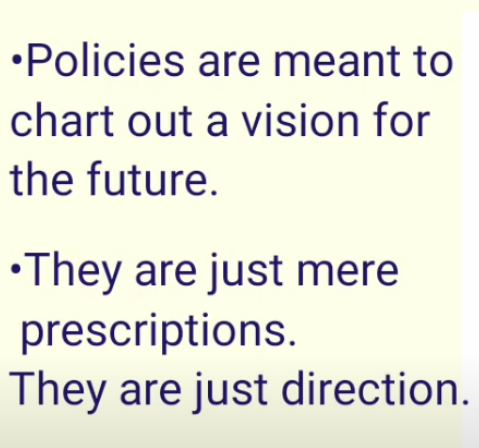 •Policies are meant to
chart out a vision for
the future.
•They are just mere
prescriptions.
They are just direction.